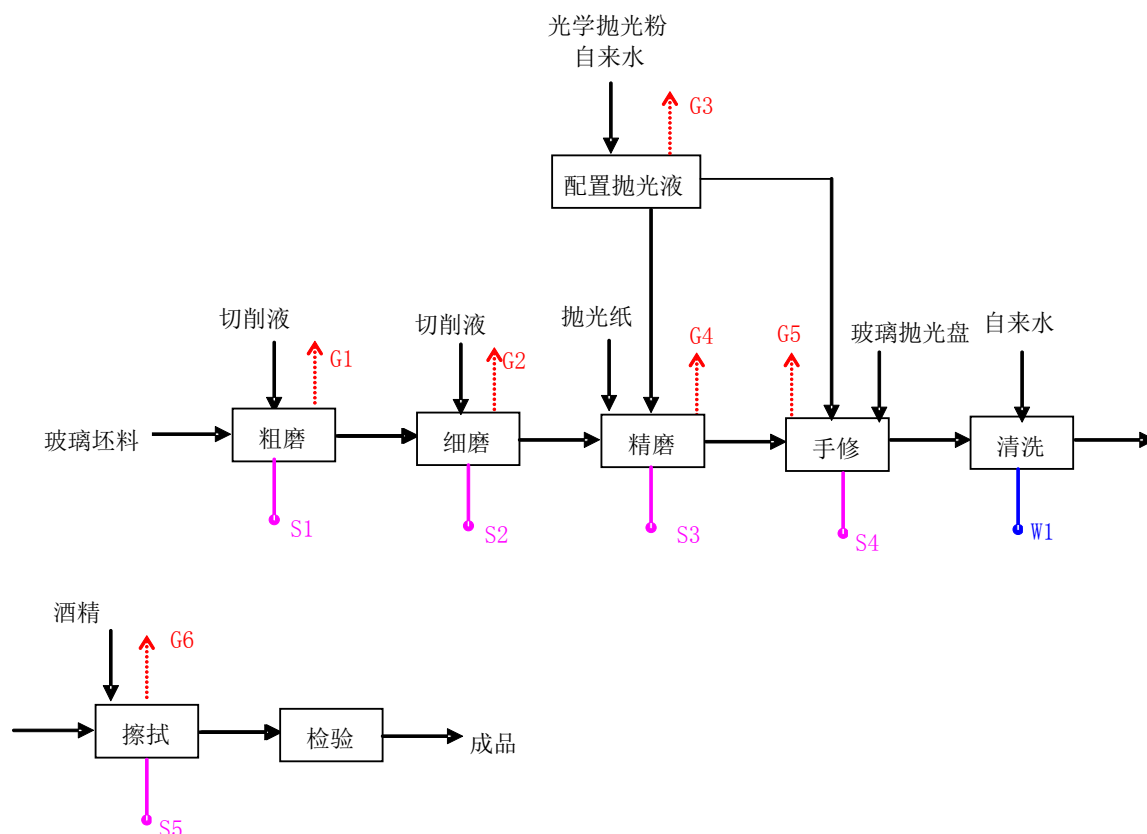 光学抛光粉
自来水
G3
配置抛光液
切削液
切削液
抛光纸
玻璃抛光盘
自来水
G1
G2
G4
G5
玻璃坯料
粗磨
细磨
精磨
手修
清洗
S1
S2
S3
S4
W1
酒精
G6
擦拭
检验
成品
S5